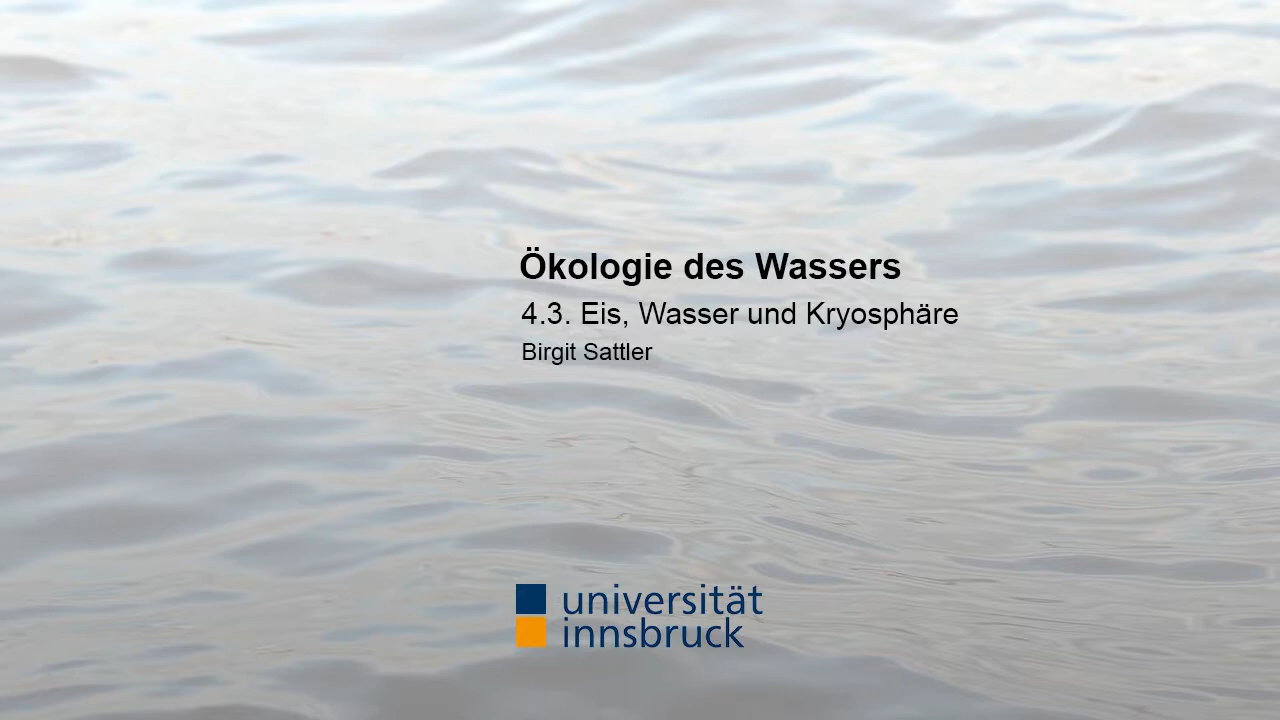 Ökologie des Wassers
4.3. Eis, Wasser und Kryosphäre
Birgit Sattler
universität
innsbruck